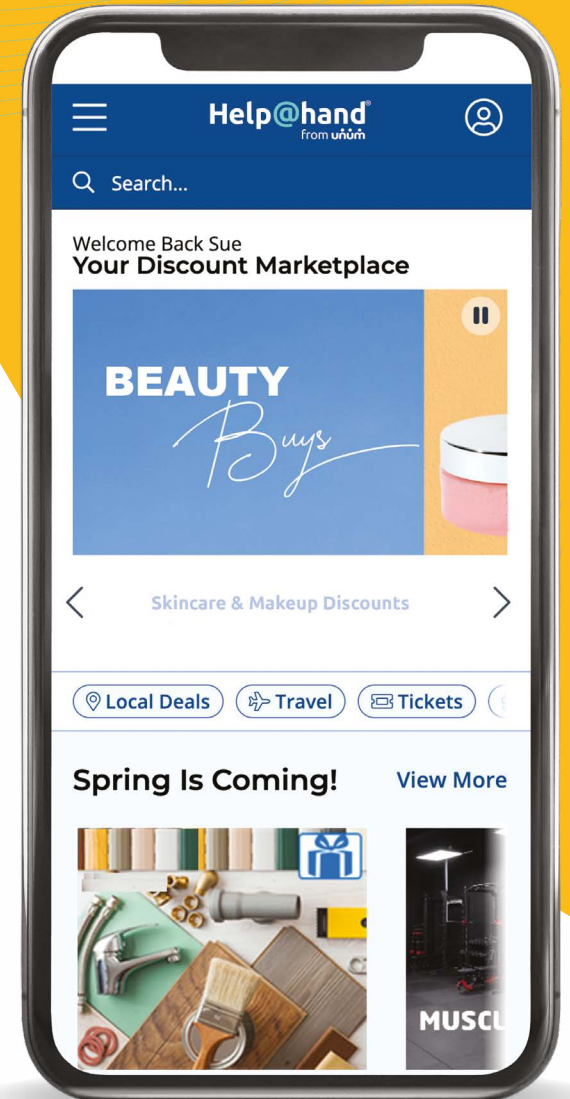 Help@hand®
from unum
Search...
Welcome Back Sue
Your Discount Marketplace
BEAUTY
Buys
Skincare & Makeup Discounts
Local Deals
Travel
Tickets
Spring Is Coming!
View More